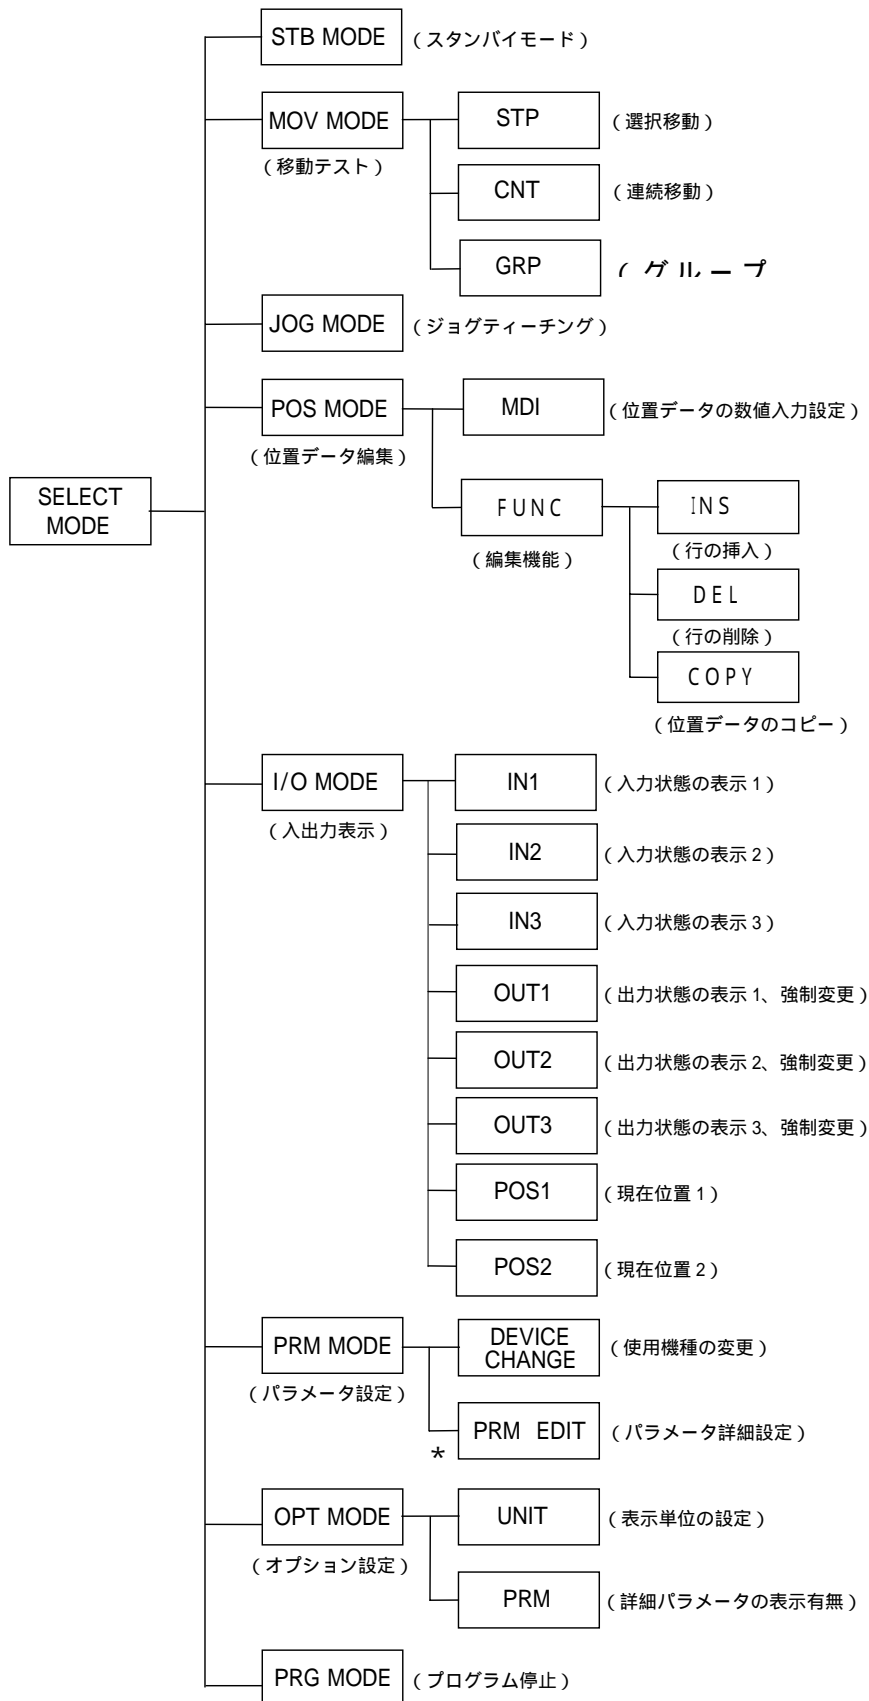 STB MODE （スタンバイモード）
MOV MODE
（移動テスト）
STP （選択移動）
CNT （連続移動）
GRP （グループ
JOG MODE （ジョグティーチング）
POS MODE
（位置データ編集）
MDI （位置データの数値入力設定）
SELECT
MODE
FUNC
（編集機能）
INS
（行の挿入）
DEL
（行の削除）
COPY
（位置データのコピー）
I/O MODE
（入出力表示）
IN1 （入力状態の表示1）
IN2 （入力状態の表示2）
IN3 （入力状態の表示3）
OUT1 （出力状態の表示1、強制変更）
OUT2 （出力状態の表示2、強制変更）
OUT3 （出力状態の表示3、強制変更）
POS1 （現在位置1）
POS2 （現在位置2）
PRM MODE
（パラメータ設定）
DEVICE
CHANGE
（使用機種の変更）
* PRM EDIT （パラメータ詳細設定）
OPT MODE
（オプション設定）
UNIT （表示単位の設定）
PRM （詳細パラメータの表示有無）
PRG MODE （プログラム停止）